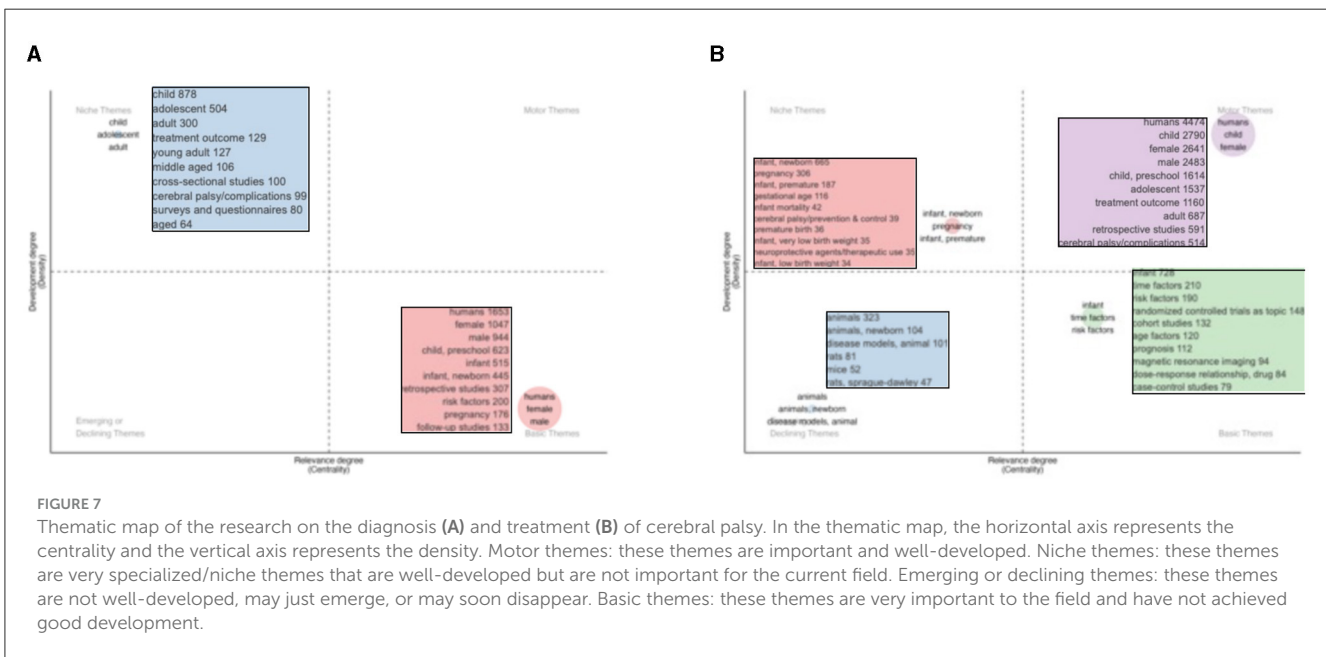 A
Niche Themes
Motor Themes
child
adolescent
adult
child 878
adolescent 504
adult 300
treatment outcome 129
young adult 127
middle aged 106
cross-sectional studies 100
cerebral palsy/complications 99
surveys and questionnaires 80
aged 64
Development degree
(Density)
humans 1653
female 1047
male 944
child, preschool 623
infant 515
infant, newborn 445
retrospective studies 307
risk factors 200
pregnancy 176
follow-up studies 133
humans
female
male
Emerging or
Declining Themes
Basic Themes
Relevance degree
(Centrality)
B
Niche Themes
Motor Themes
infant, newborn 665
pregnancy 306
infant, premature 187
gestational age 116
infant mortality 42
cerebral palsy/prevention & control 39
premature birth 36
infant, very low birth weight 35
neuroprotective agents/therapeutic use 35
infant, low birth weight 34
infant, newborn
pregnancy
infant, premature
humans 4474
child 2790
female 2641
male 2483
child, preschool 1614
adolescent 1537
treatment outcome 1160
adult 687
retrospective studies 591
cerebral palsy/complications 514
humans
child
female
Development degree
(Density)
animals 323
animals, newborn 104
disease models, animal 101
rats 81
mice 52
rats, sprague-dawley 47
animals
animals, newborn
disease models, animal
Declining Themes
infant
time factors
risk factors
infant 728
time factors 210
risk factors 190
randomized controlled trials as topic 148
cohort studies 132
age factors 120
prognosis 112
magnetic resonance imaging 94
dose-response relationship, drug 84
case-control studies 79
Basic Themes
Relevance degree
(Centrality)
FIGURE 7
Thematic map of the research on the diagnosis (A) and treatment (B) of cerebral palsy. In the thematic map, the horizontal axis represents the
centrality and the vertical axis represents the density. Motor themes: these themes are important and well-developed. Niche themes: these themes
are very specialized/niche themes that are well-developed but are not important for the current field. Emerging or declining themes: these themes
are not well-developed, may just emerge, or may soon disappear. Basic themes: these themes are very important to the field and have not achieved
good development.